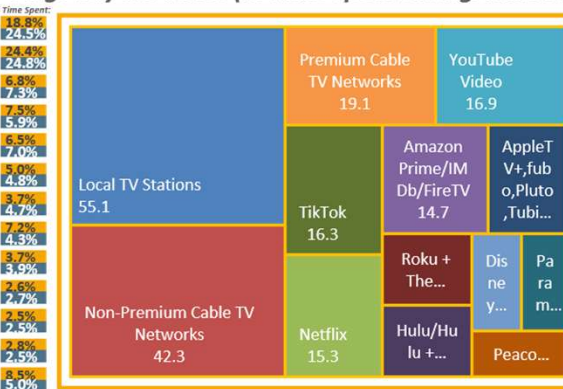 Time Spent:
18.8%
24.5%
24.4%
24.8%
6.8%
7.3%
7.5%
5.9%
6.5%
7.0%
5.0%
4.8%
3.7%
4.7%
7.2%
4.3%
3.7%
3.9%
2.6%
2.7%
2.5%
2.5%
2.8%
2.5%
8.5%
5.0%
Local TV Stations
55.1
Non-Premium Cable TV
Networks
42.3
Premium Cable
TV Networks
19.1
YouTube
Video
16.9
TikTok
16.3
Netflix
15.3
Amazon
Prime/IM
Db/FireTV
14.7
AppleT
V+,fub
o,Pluto
,Tubi...
Roku +
The...
Hulu/Hu
lu +...
Dis
ne
y...
Pa
ra
m...
Peaco...